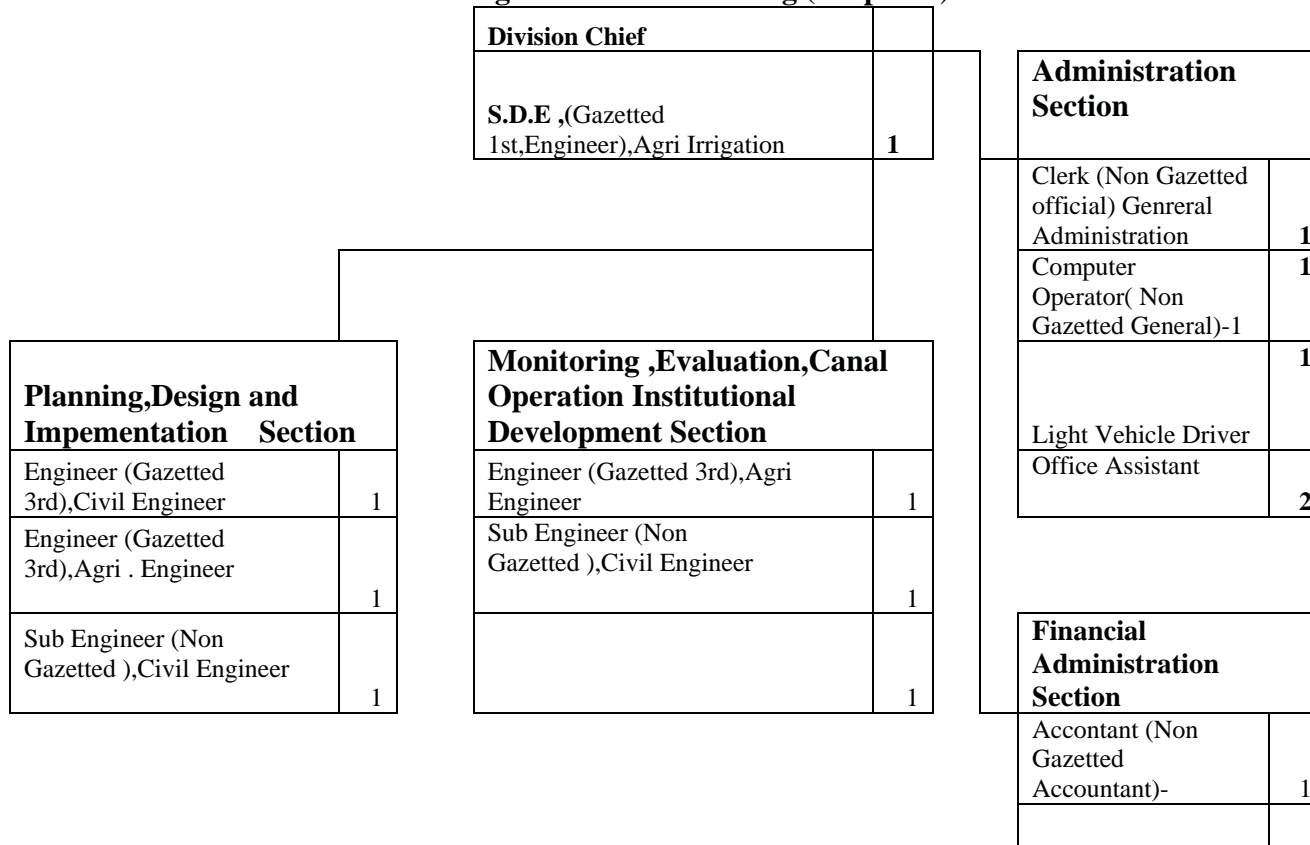 Division Chief
S.D.E ,(Gazetted
1st,Engineer),Agri Irrigation 1
Administration
Section
Clerk (Non Gazetted
official) Genreral
Administration 1
Computer 1
Operator( Non
Gazetted General)-1
1
Light Vehicle Driver
Office Assistant
2
Planning,Design and
Impementation Section
Engineer (Gazetted
3rd),Civil Engineer 1
Engineer (Gazetted
3rd),Agri . Engineer
1
Sub Engineer (Non
Gazetted ),Civil Engineer
1
Monitoring ,Evaluation,Canal
Operation Institutional
Development Section
Engineer (Gazetted 3rd),Agri
Engineer 1
Sub Engineer (Non
Gazetted ),Civil Engineer
1
1
Financial
Administration
Section
Accontant (Non
Gazetted
Accountant)- 1